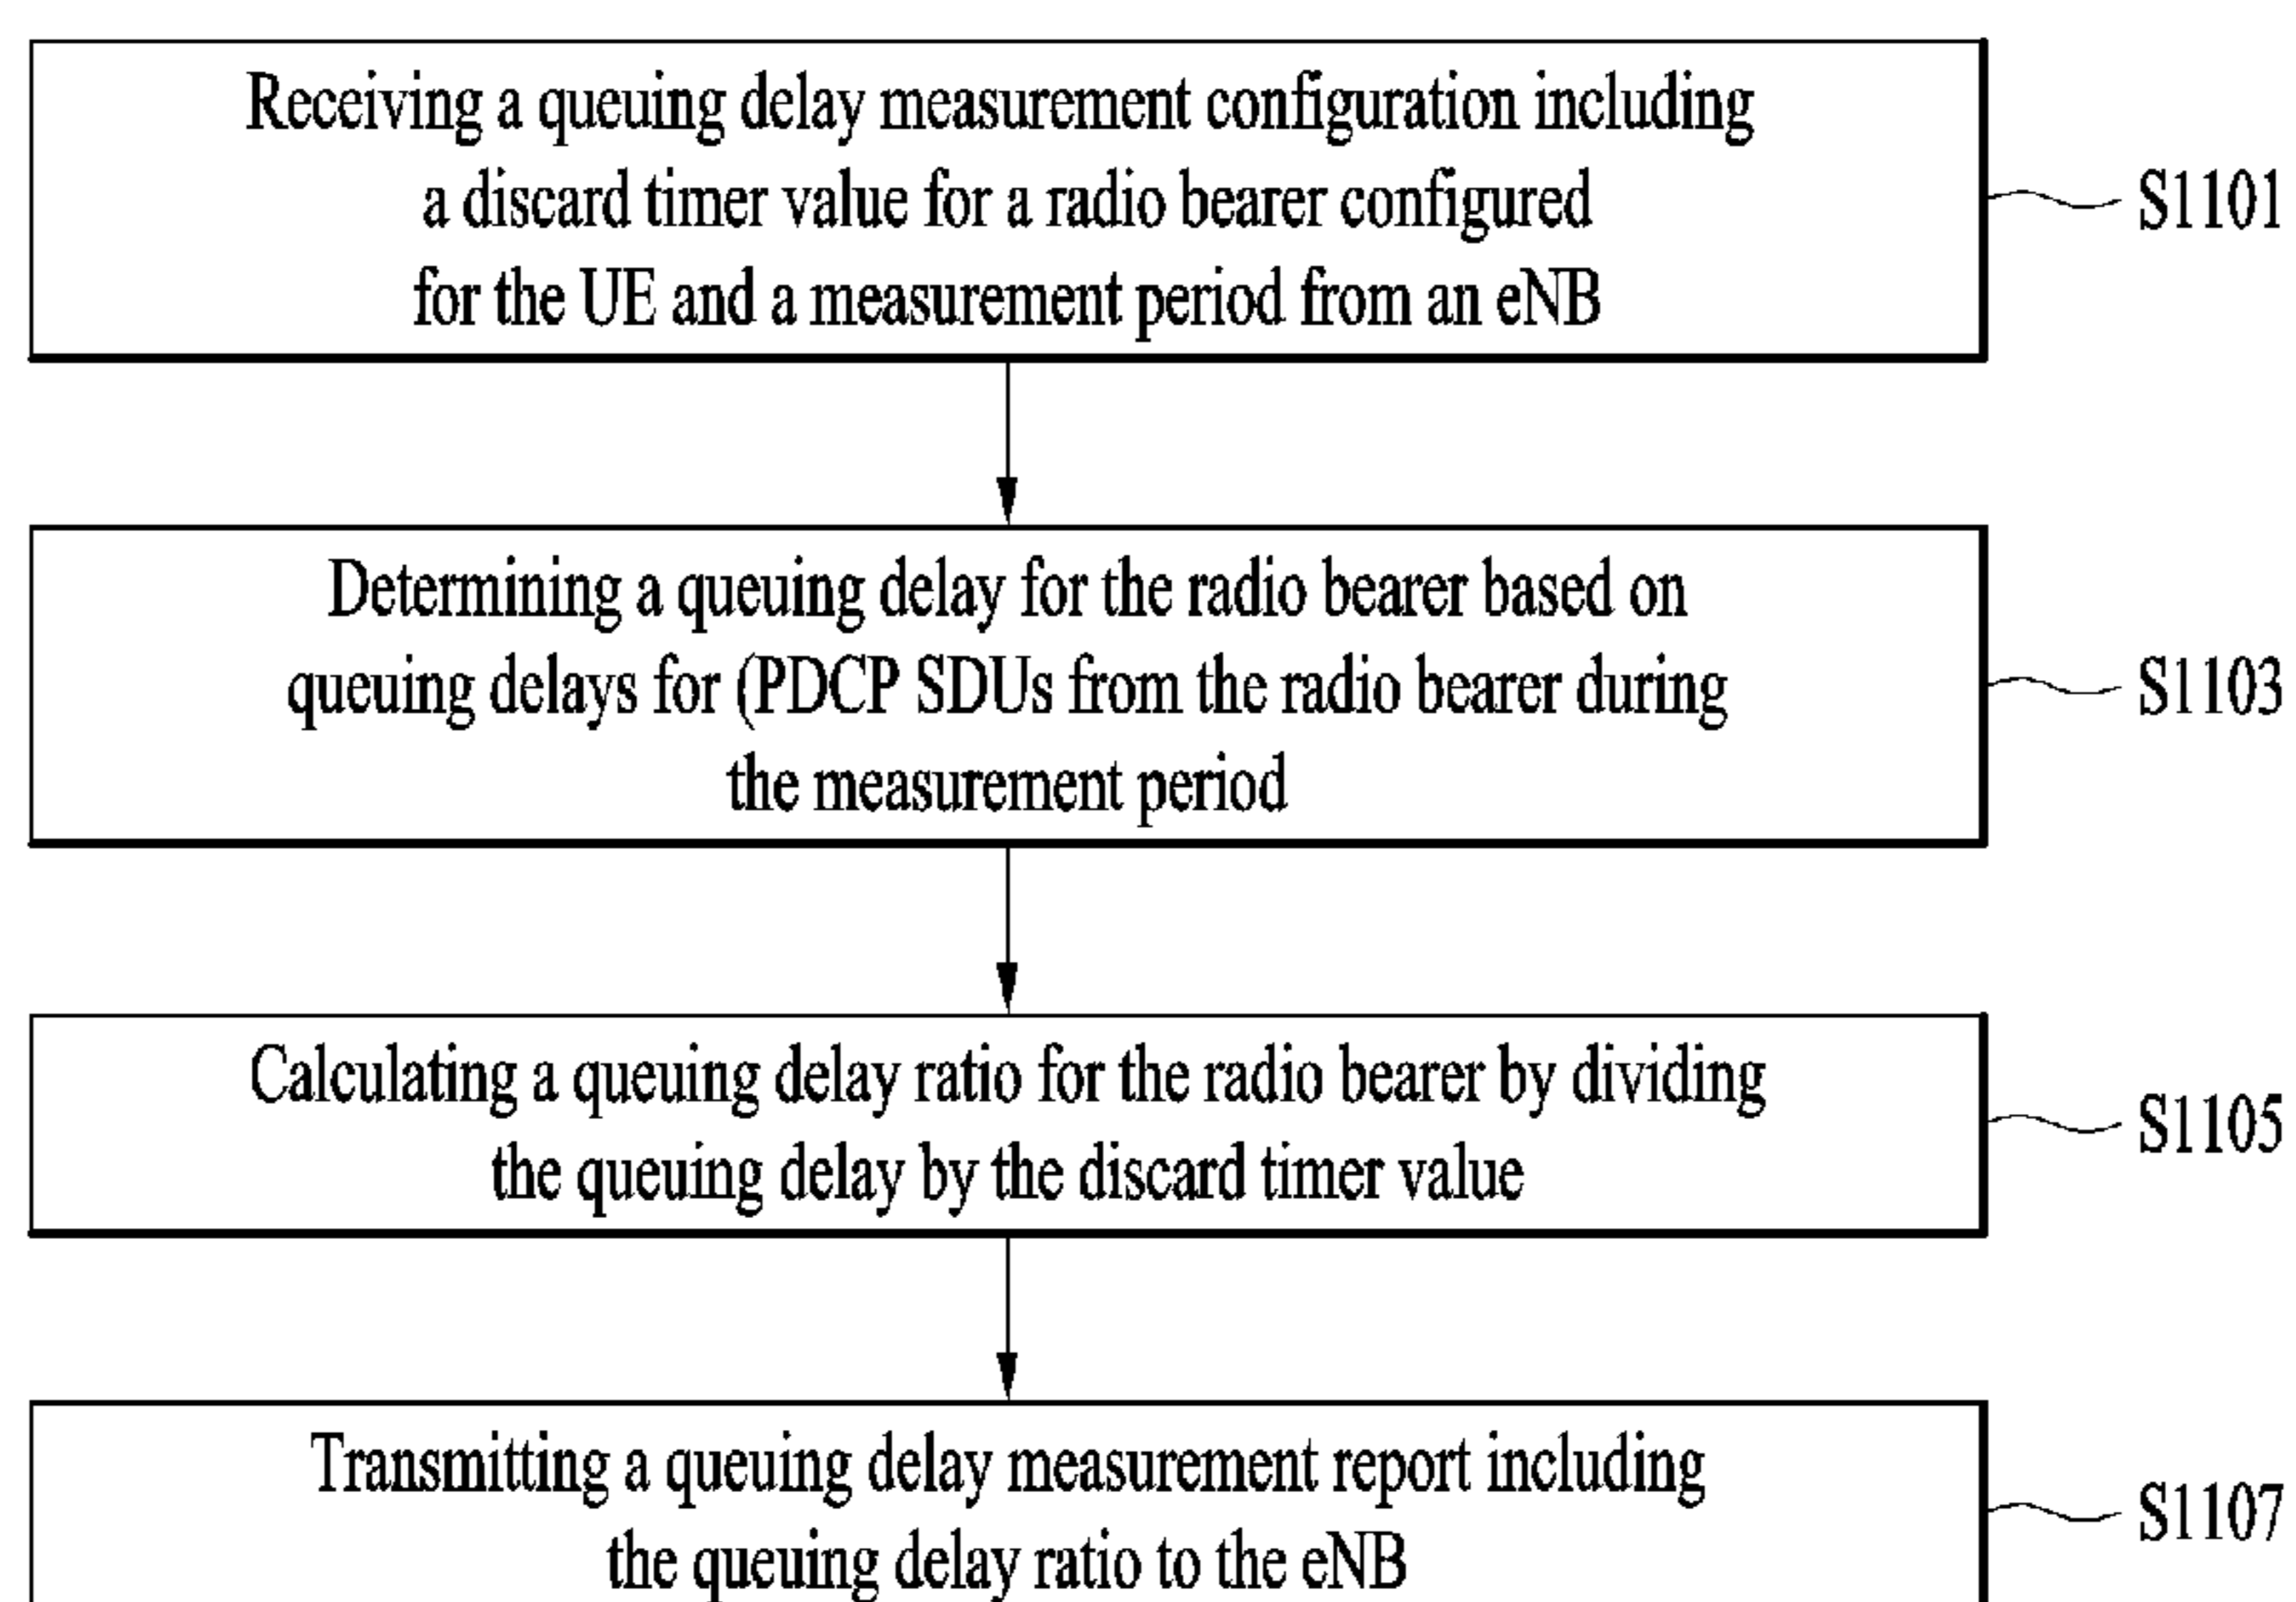 Receiving a queuing delay measurement configuration including
a discard timer value for a radio bearer configured
for the UE and a measurement period from an eNB
S1101
Determining a queuing delay for the radio bearer based on
queuing delays for (PDCP SDUs from the radio bearer during
the measurement period
S1103
Calculating a queuing delay ratio for the radio bearer by dividing
the queuing delay by the discard timer value
S1105
Transmitting a queuing delay measurement report including
the queuing delay ratio to the eNB
S1107